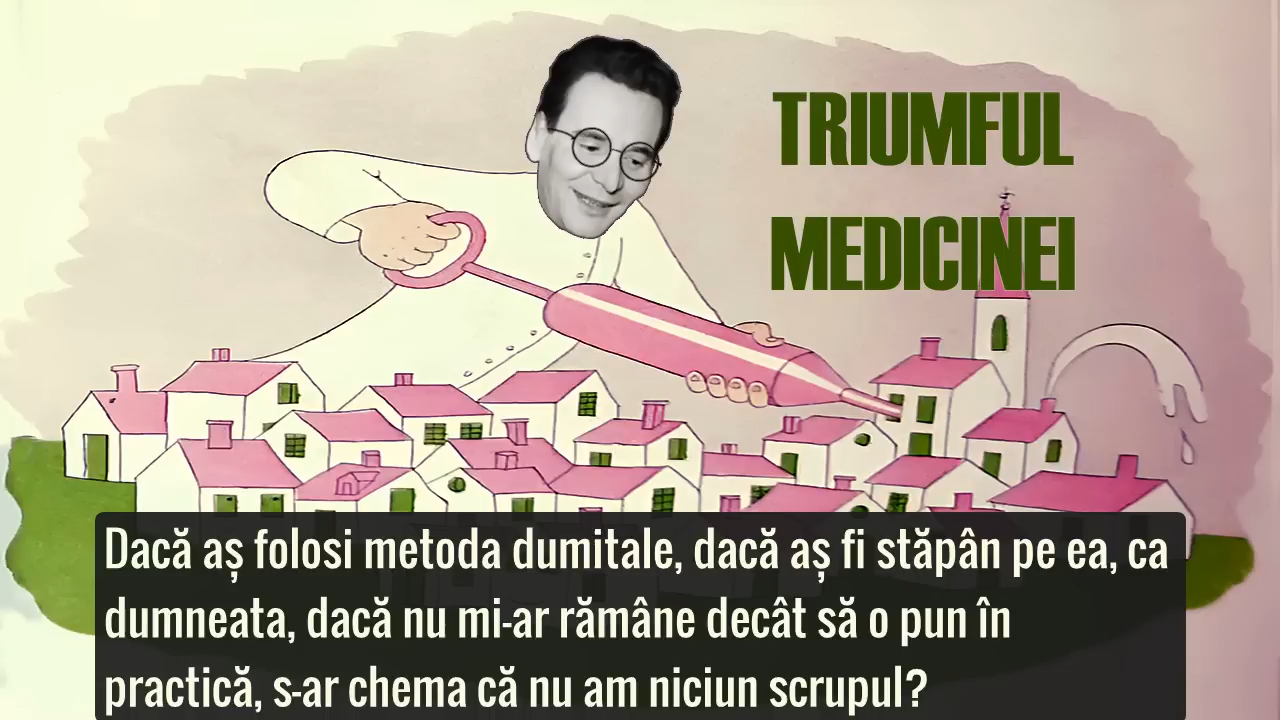 TRIUMFUL
MEDICINEI
Dacă aș folosi metoda dumitale, dacă aș fi stăpân pe ea, ca
dumneata, dacă nu mi-ar rămâne decât să o pun în
practică, s-ar chema că nu am niciun scrupul?